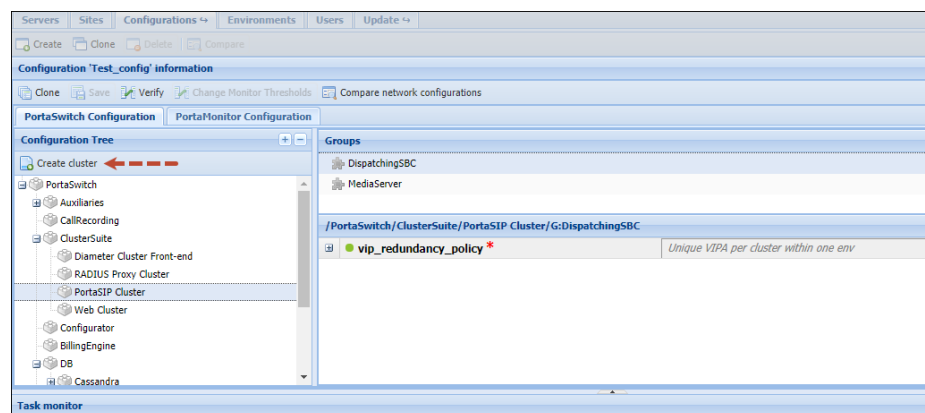 Servers Sites Configurations ↪ Environments Users Update ↪
Create Clone Delete Compare
Configuration 'Test_config' information
Clone Save Verify Change Monitor Thresholds Compare network configurations
PortaSwitch Configuration PortaMonitor Configuration
Configuration Tree
Create cluster
PortaSwitch
Auxiliaries
CallRecording
ClusterSuite
Diameter Cluster Front-end
RADIUS Proxy Cluster
PortaSIP Cluster
Web Cluster
Configurator
BillingEngine
DB
Cassandra
Groups
DispatchingSBC
MediaServer
/PortaSwitch/ClusterSuite/PortaSIP Cluster/G:DispatchingSBC
vip_redundancy_policy * Unique VIPA per cluster within one env
Task monitor